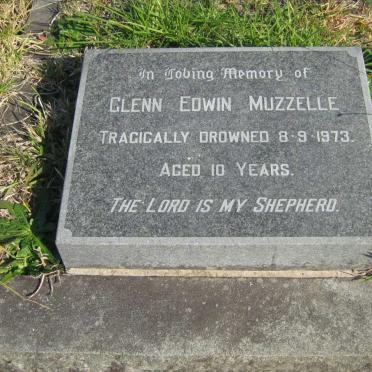 In Loving Memory of
GLENN EDWIN MUZZELLE
TRAGICALLY DROWNED 8-9-1973.
AGED 10 YEARS.
THE LORD IS MY SHEPHERD.